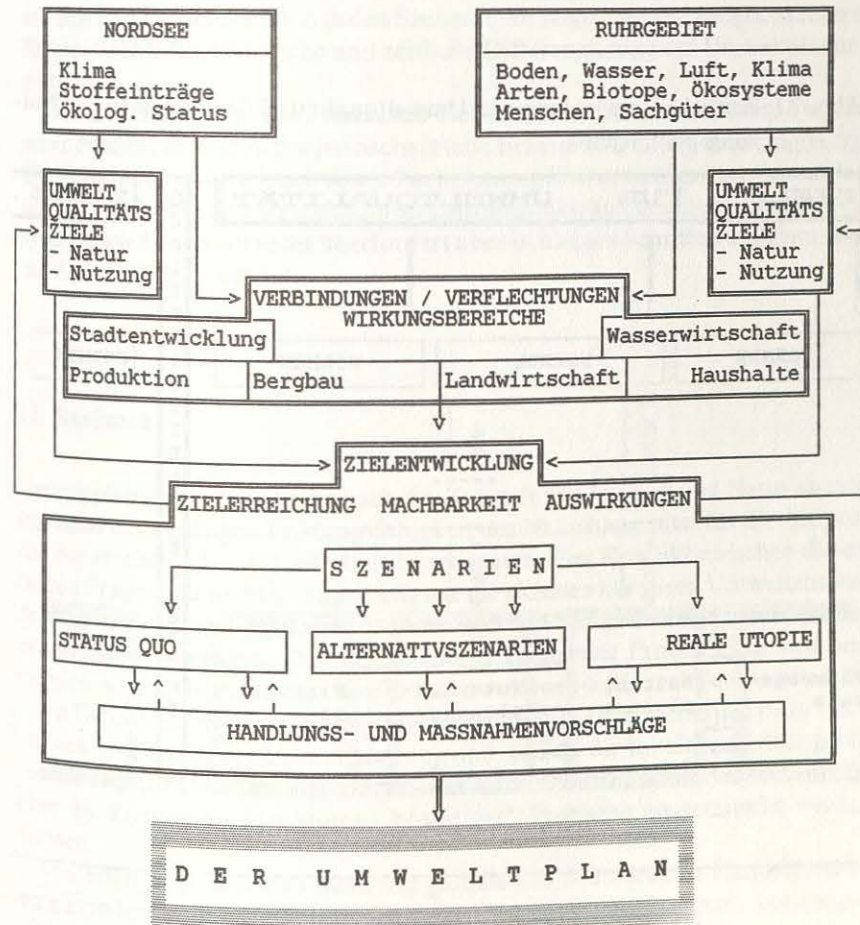 NORDSEE
Klima
Stoffeinträge
ökolog. Status
RUHRGEBIET
Boden, Wasser, Luft, Klima
Arten, Biotope, Ökosysteme
Menschen, Sachgüter
UMWELT
QUALITÄTS
ZIELE
- Natur
- Nutzung
UMWELT
QUALITÄTS
ZIELE
- Natur
- Nutzung
VERBINDUNGEN / VERFLECHTUNGEN
WIRKUNGSBEREICHE
Stadtentwicklung
Wasserwirtschaft
Produktion
Bergbau
Landwirtschaft
Haushalte
ZIELENTWICKLUNG
ZIELERREICHUNG MACHBARKEIT AUSWIRKUNGEN
S Z E N A R I E N
STATUS QUO
ALTERNATIVSZENARIEN
REALE UTOPIE
HANDLUNGS- UND MASSNAHMENVORSCHLÄGE
D E R U M W E L T P L A N